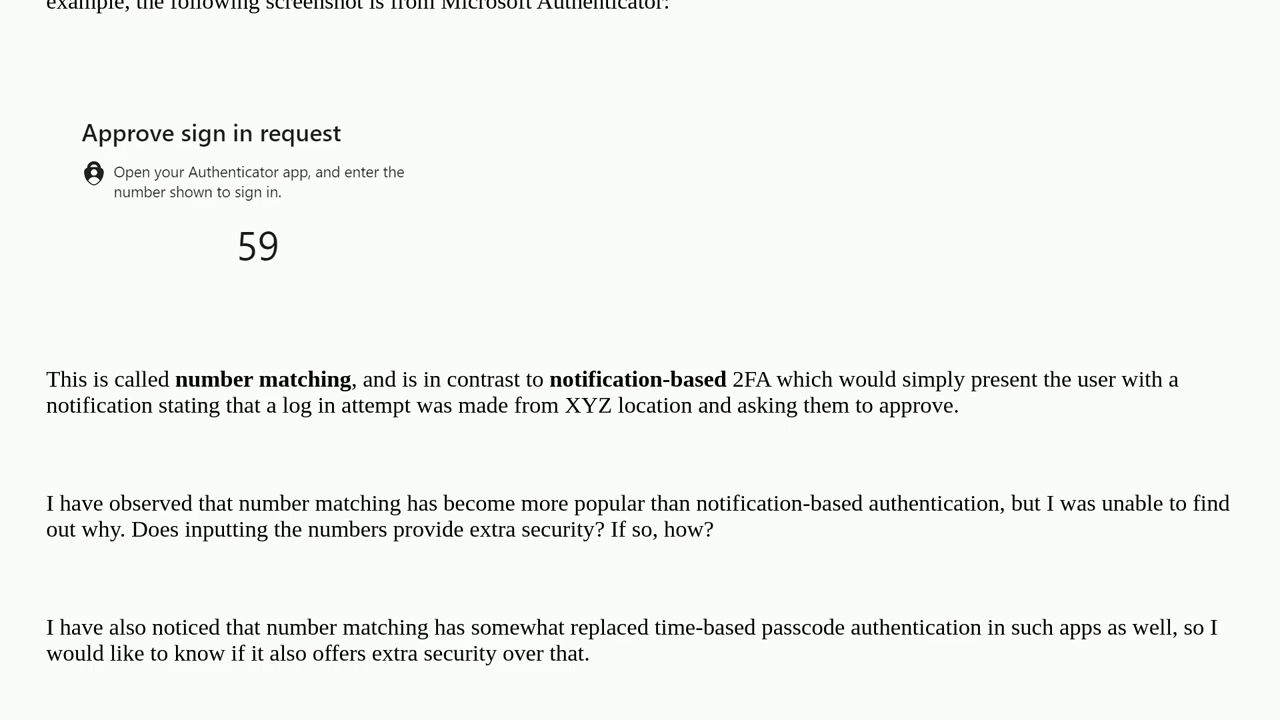 example, the following screenshot is from Microsoft Authenticator:
Approve sign in request
Open your Authenticator app, and enter the
number shown to sign in.
59
This is called number matching, and is in contrast to notification-based 2FA which would simply present the user with a
notification stating that a log in attempt was made from XYZ location and asking them to approve.
I have observed that number matching has become more popular than notification-based authentication, but I was unable to find
out why. Does inputting the numbers provide extra security? If so, how?
I have also noticed that number matching has somewhat replaced time-based passcode authentication in such apps as well, so I
would like to know if it also offers extra security over that.